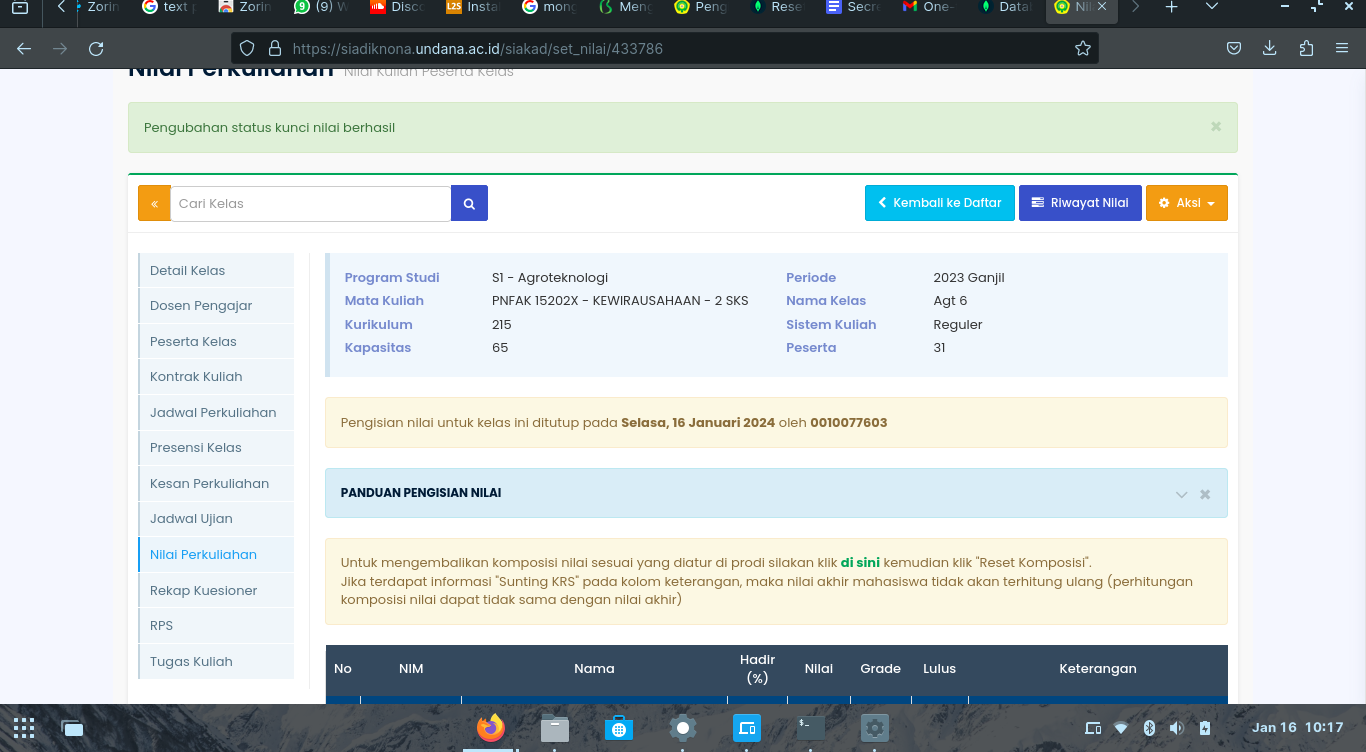 Zorin
text
Zorin
(9) W
Disco
Insta
mong
Meng
Peng
Rese
Secre
One-
Datal
Nil
https://siadiknona.undana.ac.id/siakad/set_nilai/433786
Nilai Perkuliahan Nilai Kuliah Peserta Kelas
Pengubahan status kunci nilai berhasil
Cari Kelas
Kembali ke Daftar
Riwayat Nilai
Aksi
Detail Kelas
Dosen Pengajar
Peserta Kelas
Kontrak Kuliah
Jadwal Perkuliahan
Presensi Kelas
Kesan Perkuliahan
Jadwal Ujian
Nilai Perkuliahan
Rekap Kuesioner
RPS
Tugas Kuliah
Program Studi S1 - Agroteknologi Periode 2023 Ganjil
Mata Kuliah PNFAK 15202X - KEWIRAUSAHAAN - 2 SKS Nama Kelas Agt 6
Kurikulum 215 Sistem Kuliah Reguler
Kapasitas 65 Peserta 31
Pengisian nilai untuk kelas ini ditutup pada Selasa, 16 Januari 2024 oleh 0010077603
PANDUAN PENGISIAN NILAI
Untuk mengembalikan komposisi nilai sesuai yang diatur di prodi silakan klik di sini kemudian klik "Reset Komposisi".
Jika terdapat informasi "Sunting KRS" pada kolom keterangan, maka nilai akhir mahasiswa tidak akan terhitung ulang (perhitungan
komposisi nilai dapat tidak sama dengan nilai akhir)
No NIM Nama Hadir (%) Nilai Grade Lulus Keterangan
Jan 16 10:17